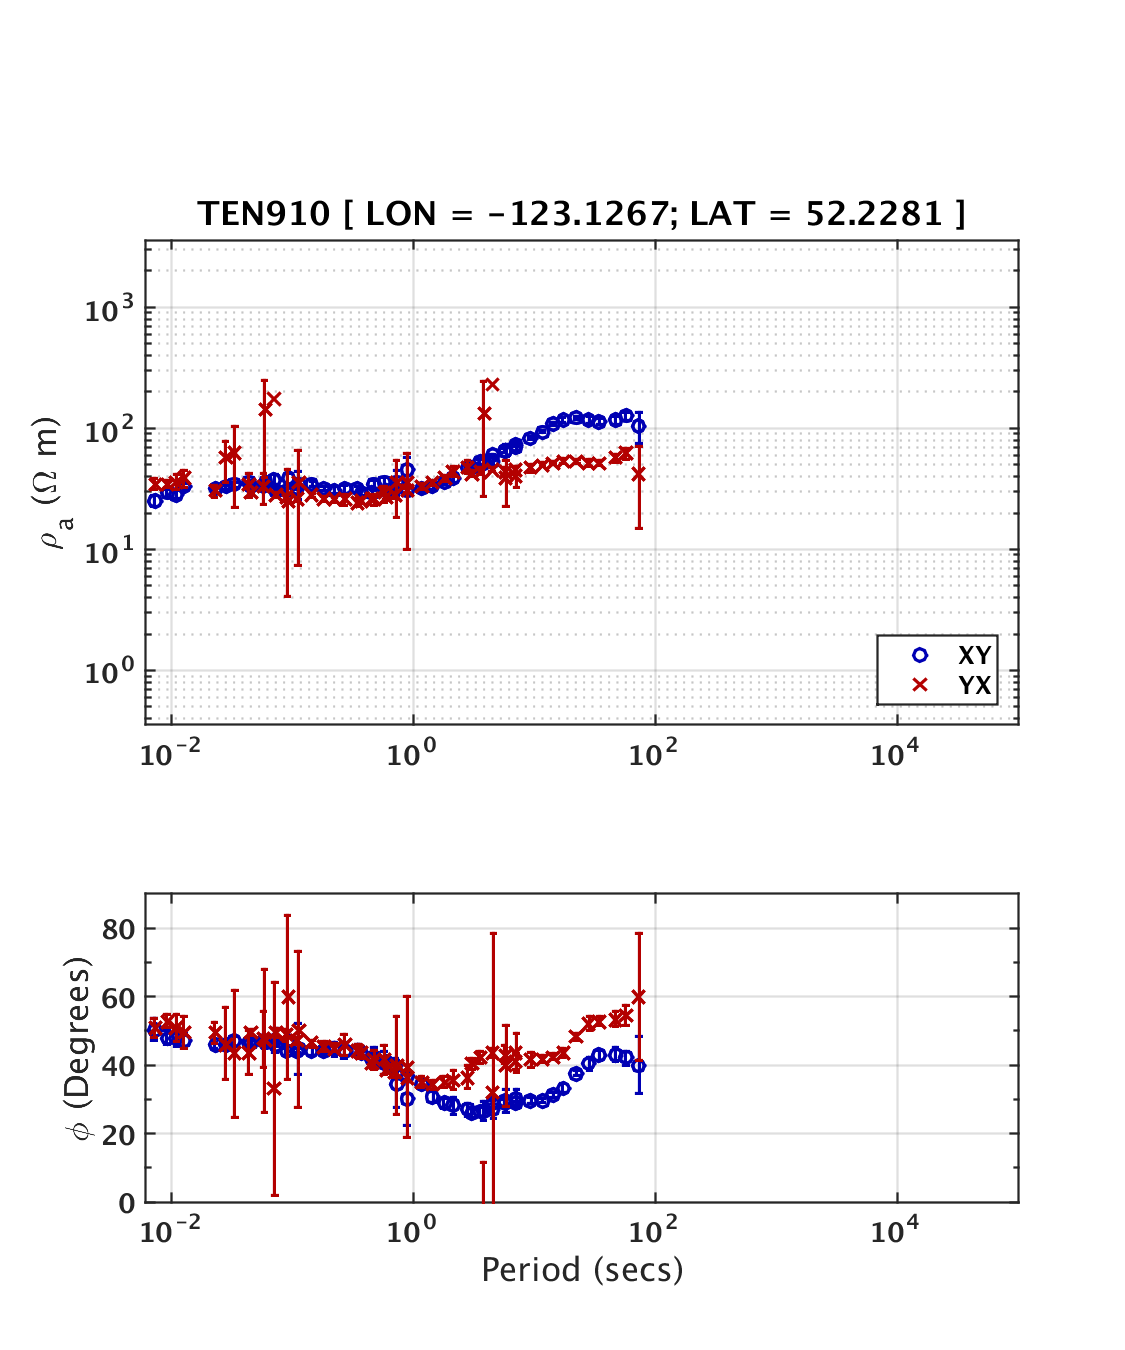 TEN910 [ LON = -123.1267; LAT = 52.2281 ]
10³
10²
10¹
10⁰
ρₐ (Ω m)
XY
YX
10⁻² 10⁰ 10² 10⁴
80
60
40
20
0
ϕ (Degrees)
10⁻² 10⁰ 10² 10⁴
Period (secs)